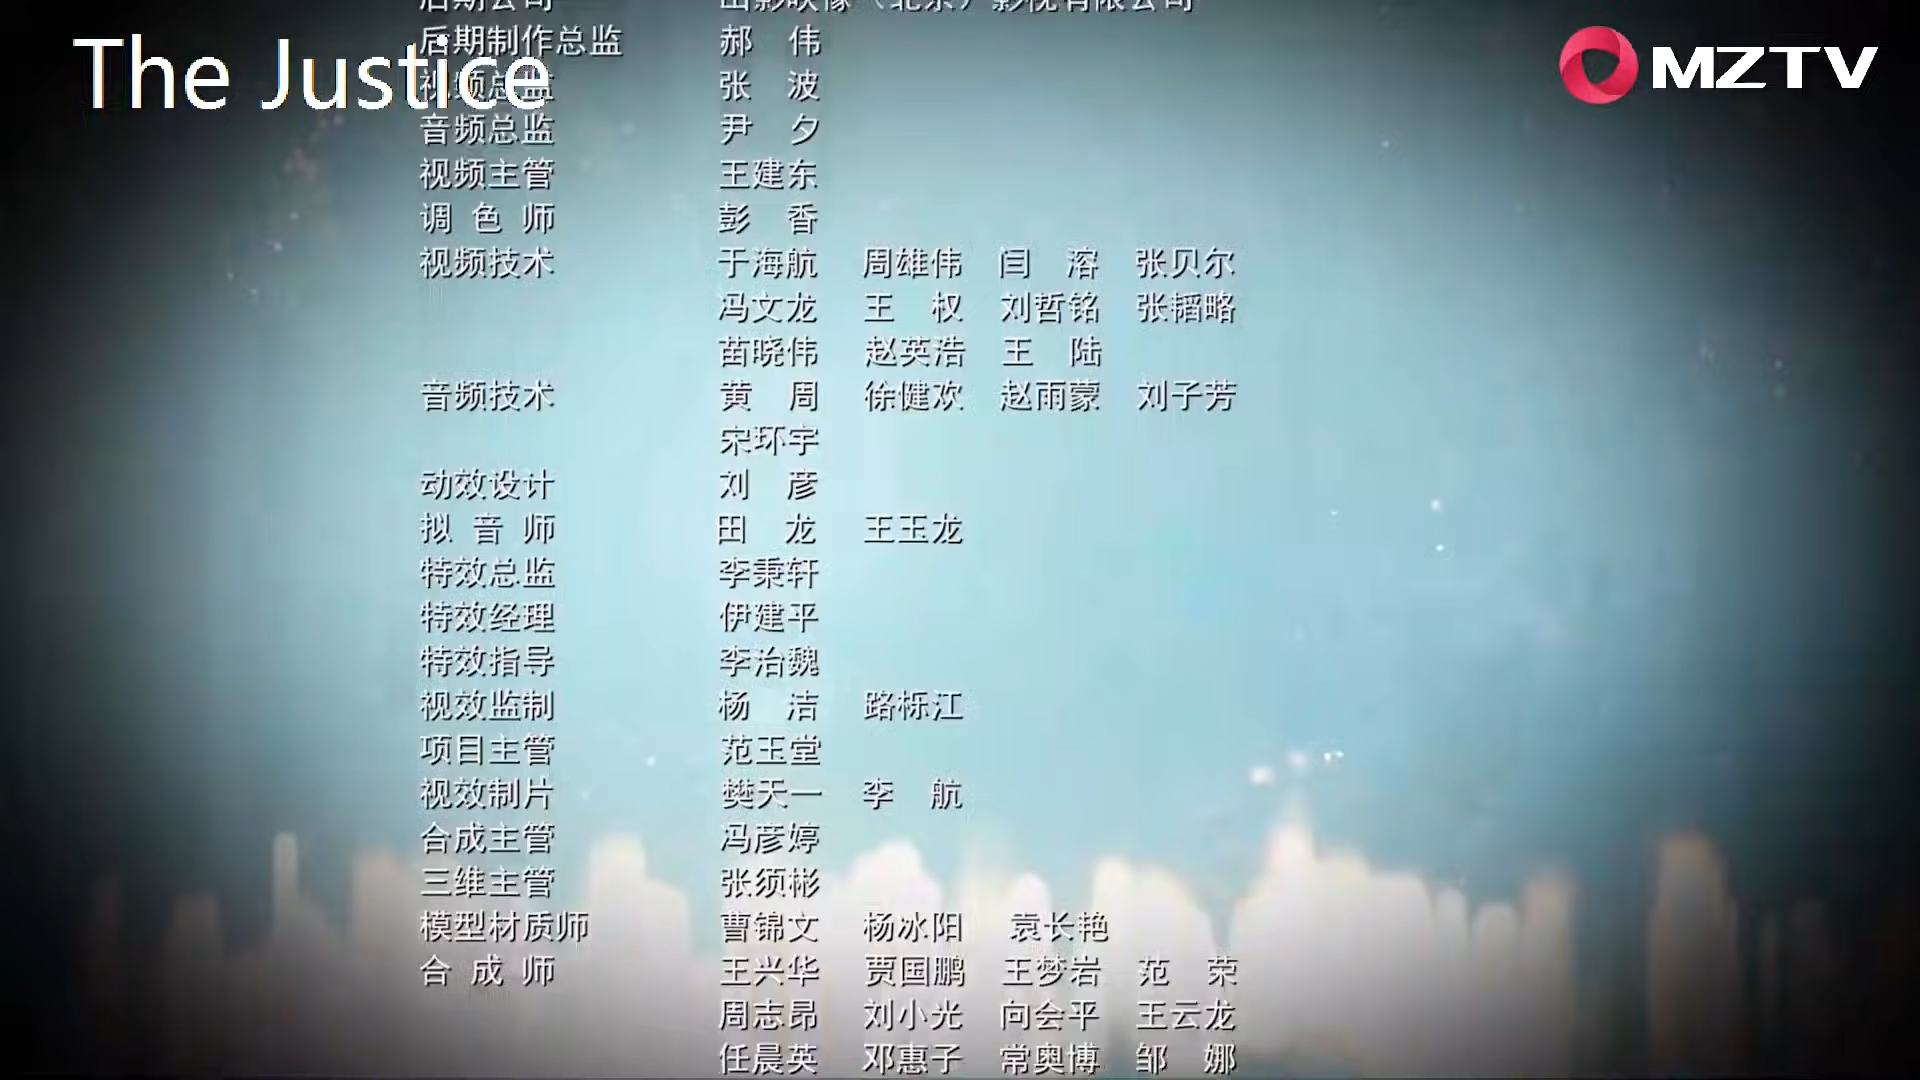 The Justice
MZTV
后期制作总监 郝 伟
视频总监 张 波
音频总监 尹 夕
视频主管 王建东
调 色 师 彭 香
视频技术 于海航 周雄伟 闫 溶 张贝尔
冯文龙 王 权 刘哲铭 张韬略
苗晓伟 赵英浩 王 陆
音频技术 黄 周 徐健欢 赵雨蒙 刘子芳
宋环宇
动效设计 刘 彦
拟 音 师 田 龙 王玉龙
特效总监 李秉轩
特效经理 伊建平
特效指导 李治魏
视效监制 杨 洁 路栎江
项目主管 范玉堂
视效制片 樊天一 李 航
合成主管 冯彦婷
三维主管 张须彬
模型材质师 曹锦文 杨冰阳 袁长艳
合 成 师 王兴华 贾国鹏 王梦岩 范 荣
周志昂 刘小光 向会平 王云龙
任晨英 邓惠子 常奥博 邹 娜